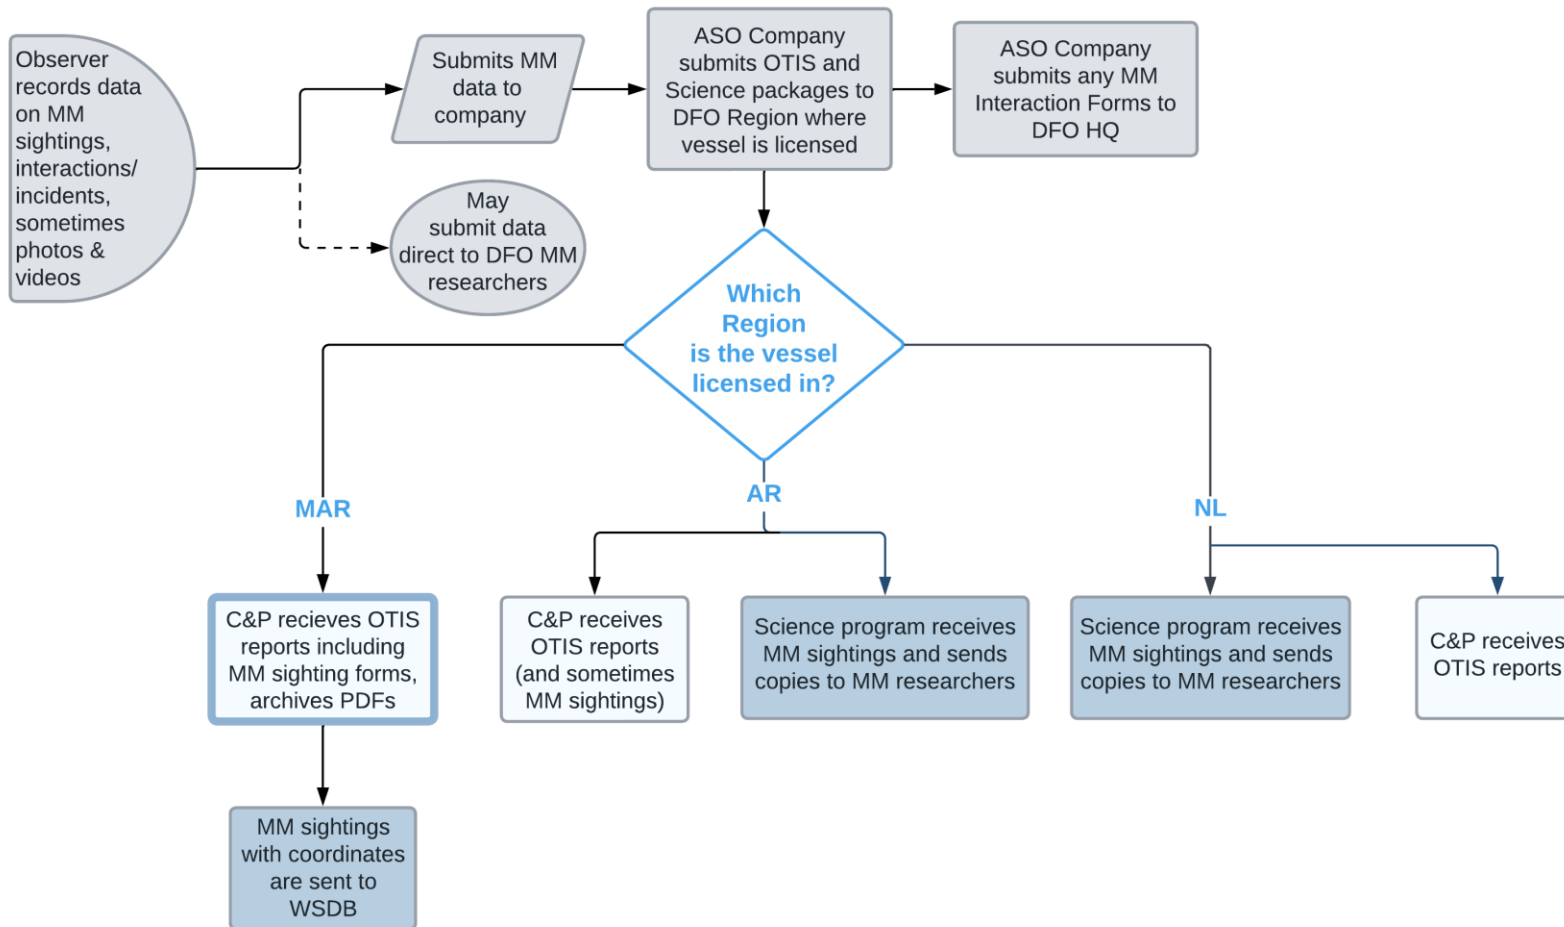 Observer
records data
on MM
sightings,
interactions/
incidents,
sometimes
photos &
videos
Submits MM
data to
company
May
submit data
direct to DFO MM
researchers
ASO Company
submits OTIS and
Science packages to
DFO Region where
vessel is licensed
ASO Company
submits any MM
Interaction Forms to
DFO HQ
Which
Region
is the vessel
licensed in?
MAR
AR
NL
C&P recieves OTIS
reports including
MM sighting forms,
archives PDFs
C&P receives
OTIS reports
(and sometimes
MM sightings)
Science program receives
MM sightings and sends
copies to MM researchers
Science program receives
MM sightings and sends
copies to MM researchers
C&P receives
OTIS reports
MM sightings
with coordinates
are sent to
WSDB